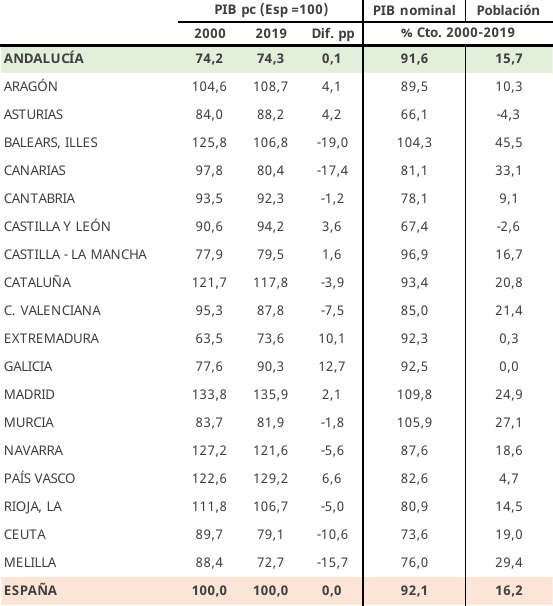 PIB pc (Esp =100) PIB nominal Población
2000 2019 Dif. pp % Cto. 2000-2019
ANDALUCÍA 74,2 74,3 0,1 91,6 15,7
ARAGÓN 104,6 108,7 4,1 89,5 10,3
ASTURIAS 84,0 88,2 4,2 66,1 -4,3
BALEARS, ILLES 125,8 106,8 -19,0 104,3 45,5
CANARIAS 97,8 80,4 -17,4 81,1 33,1
CANTABRIA 93,5 92,3 -1,2 78,1 9,1
CASTILLA Y LEÓN 90,6 94,2 3,6 67,4 -2,6
CASTILLA - LA MANCHA 77,9 79,5 1,6 96,9 16,7
CATALUÑA 121,7 117,8 -3,9 93,4 20,8
C. VALENCIANA 95,3 87,8 -7,5 85,0 21,4
EXTREMADURA 63,5 73,6 10,1 92,3 0,3
GALICIA 77,6 90,3 12,7 92,5 0,0
MADRID 133,8 135,9 2,1 109,8 24,9
MURCIA 83,7 81,9 -1,8 105,9 27,1
NAVARRA 127,2 121,6 -5,6 87,6 18,6
PAÍS VASCO 122,6 129,2 6,6 82,6 4,7
RIOJA, LA 111,8 106,7 -5,0 80,9 14,5
CEUTA 89,7 79,1 -10,6 73,6 19,0
MELILLA 88,4 72,7 -15,7 76,0 29,4
ESPAÑA 100,0 100,0 0,0 92,1 16,2